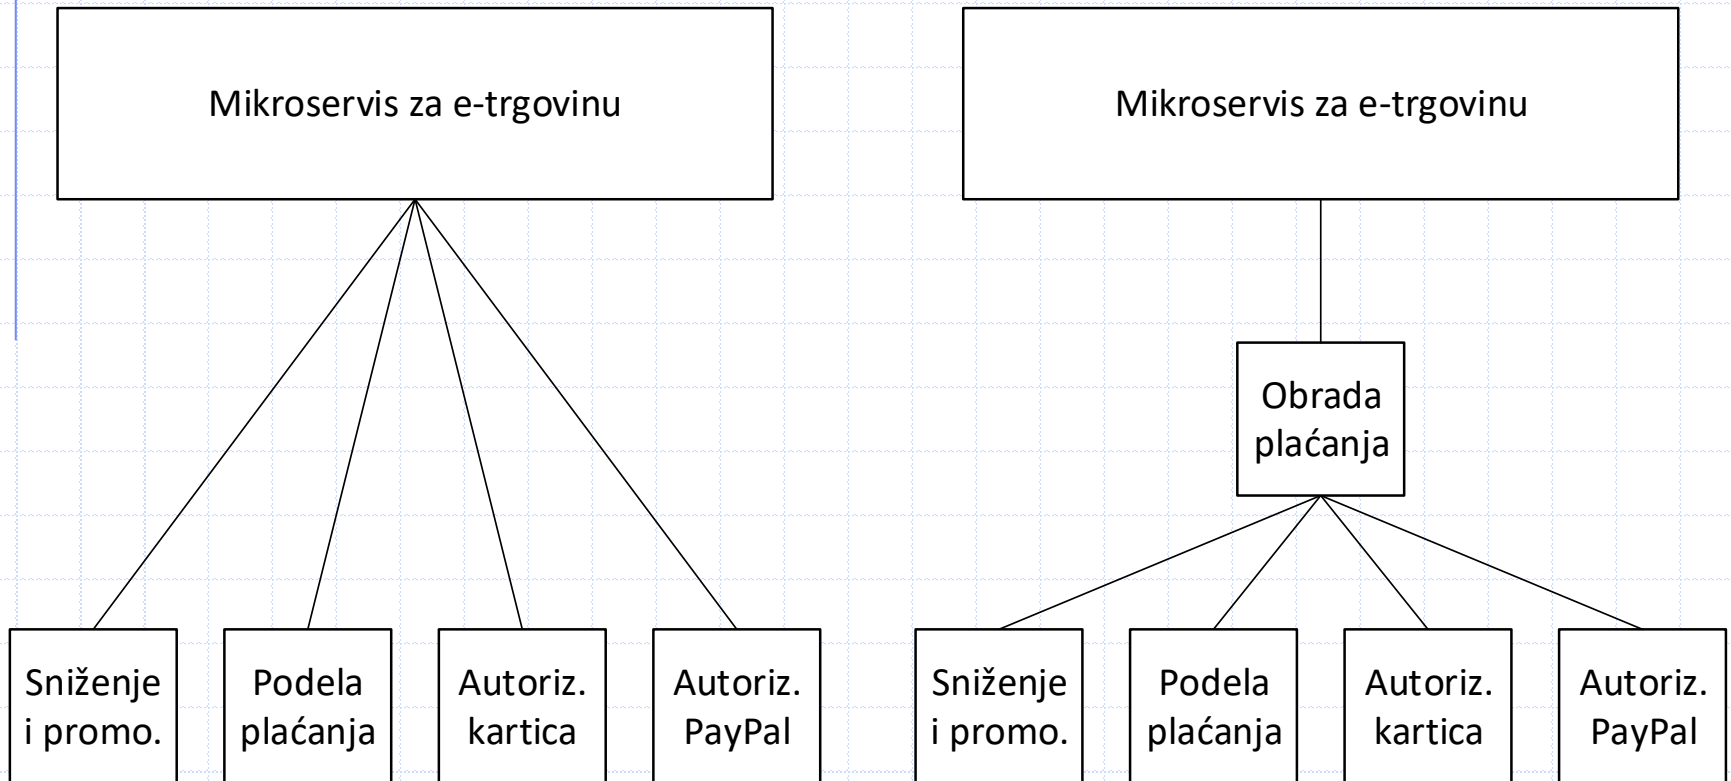 Mikroservis za e-trgovinu
Mikroservis za e-trgovinu
Obrada
plaćanja
Sniženje
i promo.
Podela
plaćanja
Autoriz.
kartica
Autoriz.
PayPal
Sniženje
i promo.
Podela
plaćanja
Autoriz.
kartica
Autoriz.
PayPal